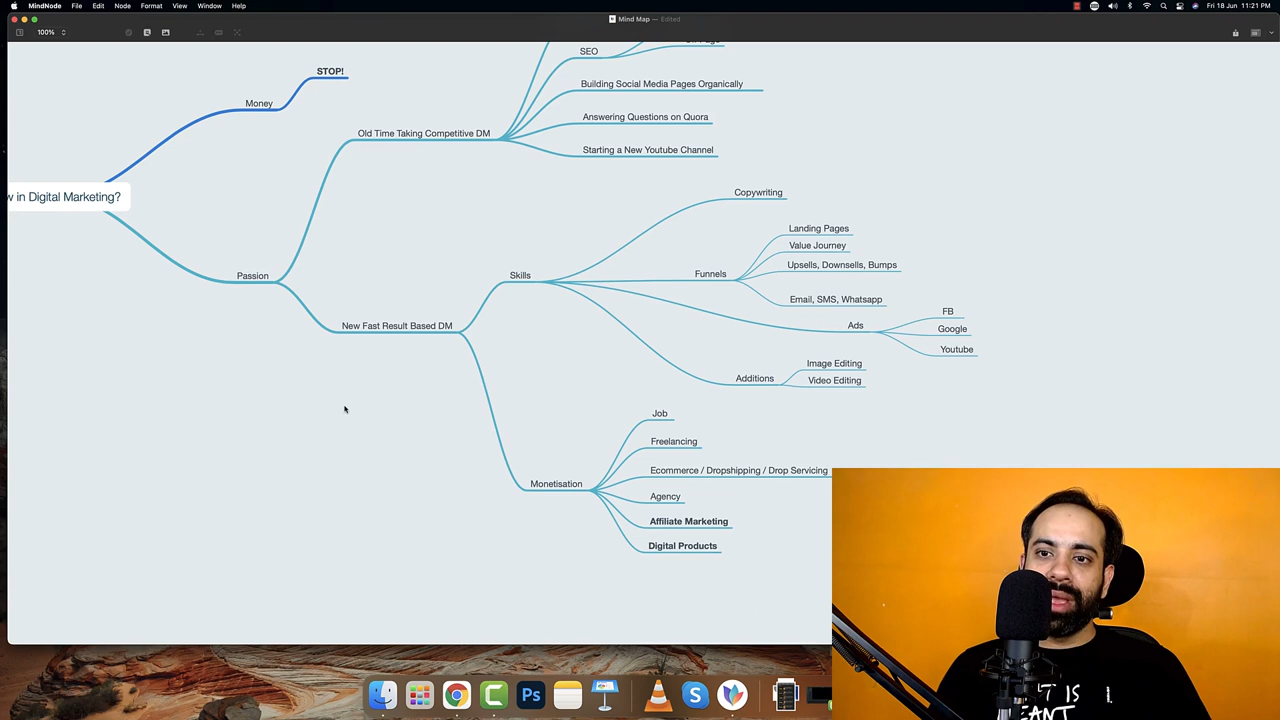 MindNode File Edit Node Format View Window Help
Fri 18 Jun 11:21 PM
Mind Map — Edited
100%
SEO
Building Social Media Pages Organically
Answering Questions on Quora
Starting a New Youtube Channel
Old Time Taking Competitive DM
STOP!
Money
w in Digital Marketing?
Passion
New Fast Result Based DM
Skills
Copywriting
Funnels
Landing Pages
Value Journey
Upsells, Downsells, Bumps
Email, SMS, Whatsapp
Ads
FB
Google
Youtube
Additions
Image Editing
Video Editing
Monetisation
Job
Freelancing
Ecommerce / Dropshipping / Drop Servicing
Agency
Affiliate Marketing
Digital Products
Ps
IS